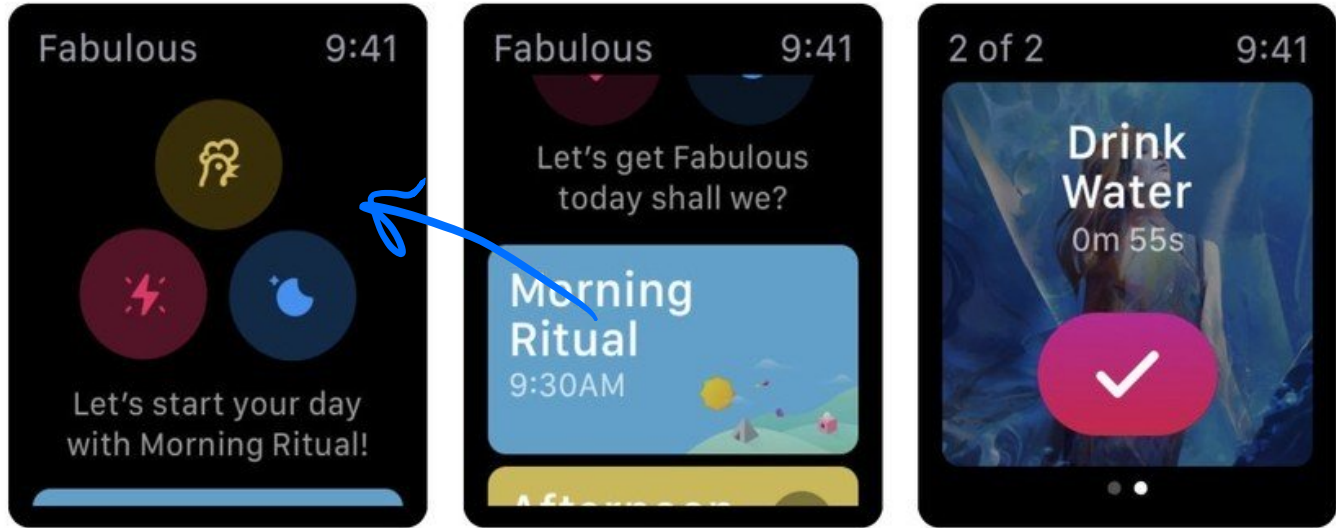 Fabulous 9:41
Let's start your day
with Morning Ritual!
Fabulous 9:41
Let's get Fabulous
today shall we?
Morning
Ritual
9:30AM
Afternoon
2 of 2 9:41
Drink
Water
0m 55s